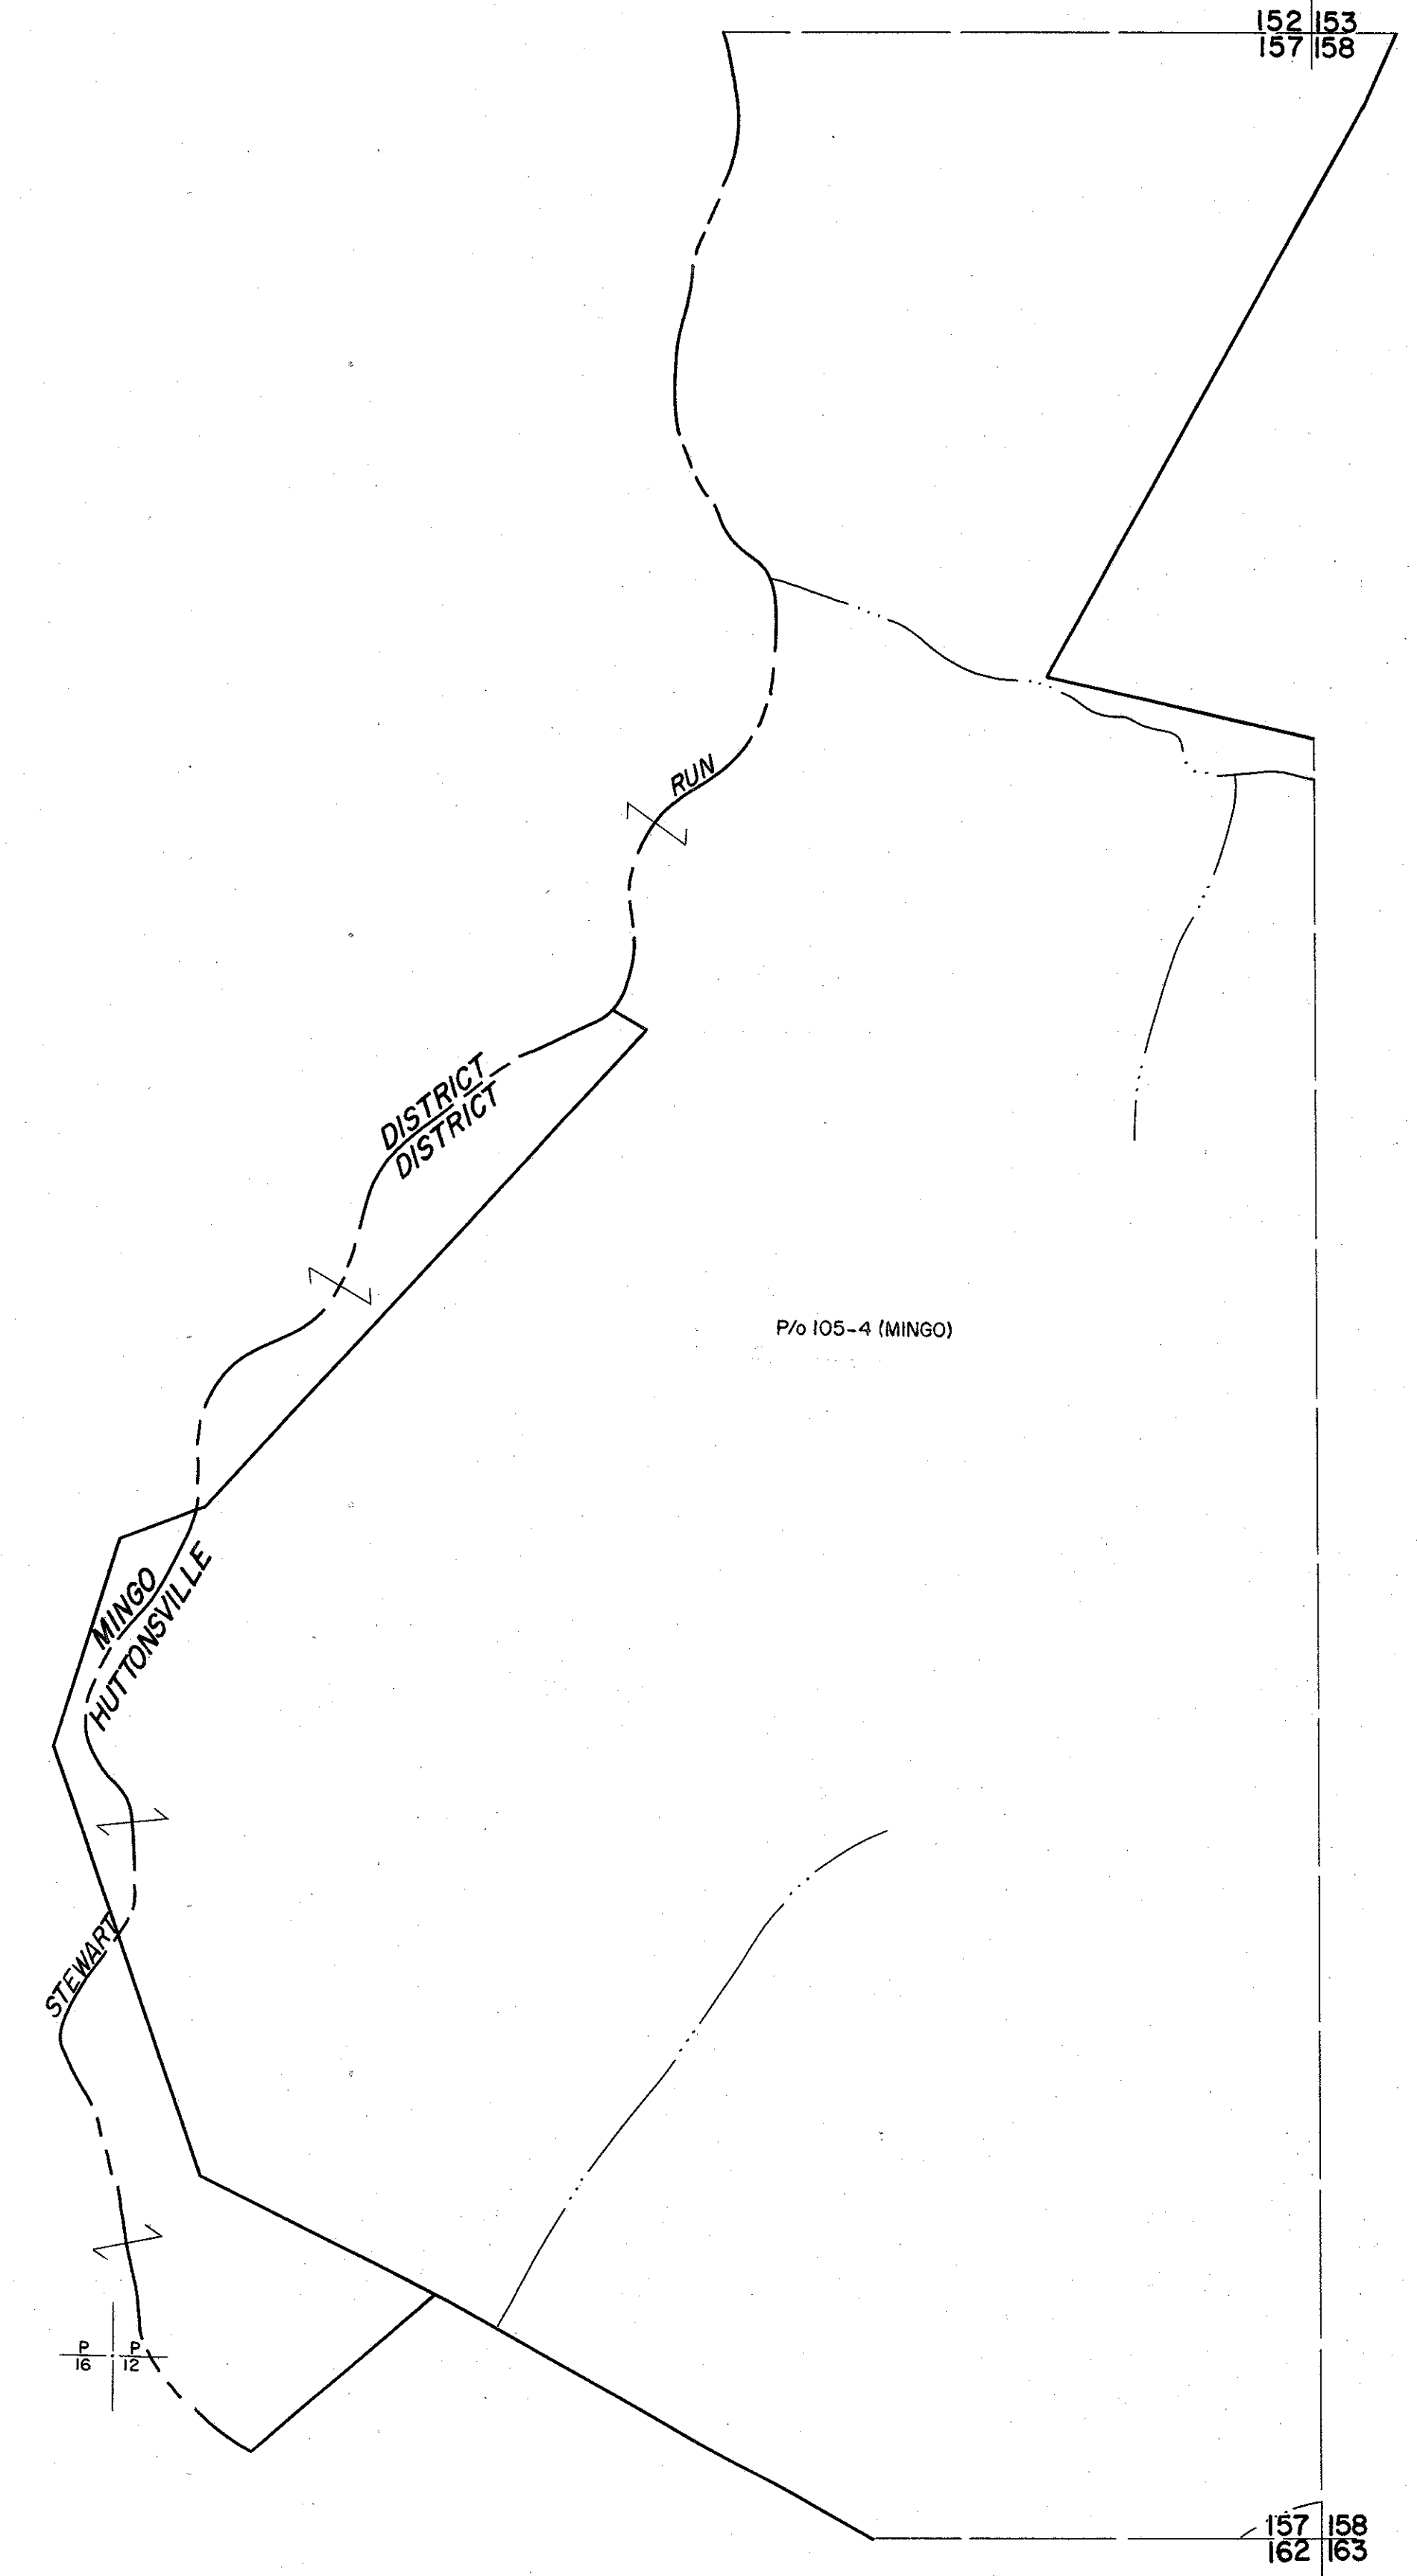 152 153
157 158
RUN
DISTRICT
DISTRICT
P/o 105-4 (MINGO)
MINGO
HUTTONSVILLE
STEWART
P P
16 12
157 158
162 163